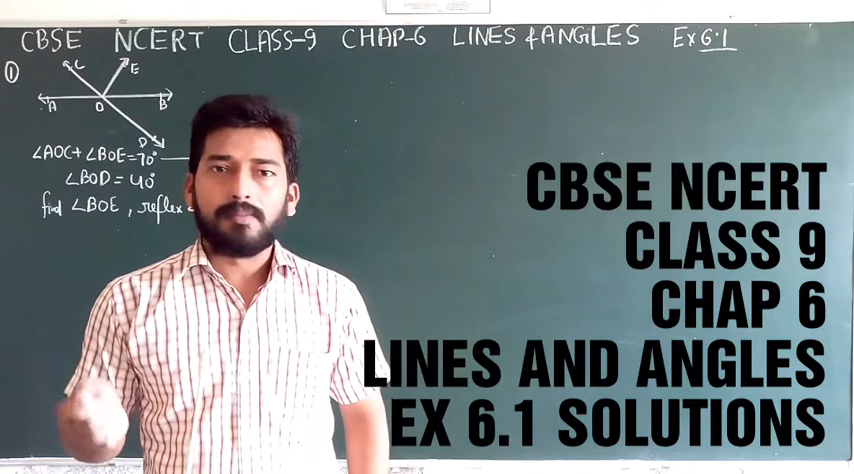 CBSE NCERT CLASS-9 CHAP-6 LINES & ANGLES Ex 6.1
①
C
E
A
O
B
D
∠AOC + ∠BOE = 70°
∠BOD = 40°
find ∠BOE, reflex
CBSE NCERT
CLASS 9
CHAP 6
LINES AND ANGLES
EX 6.1 SOLUTIONS